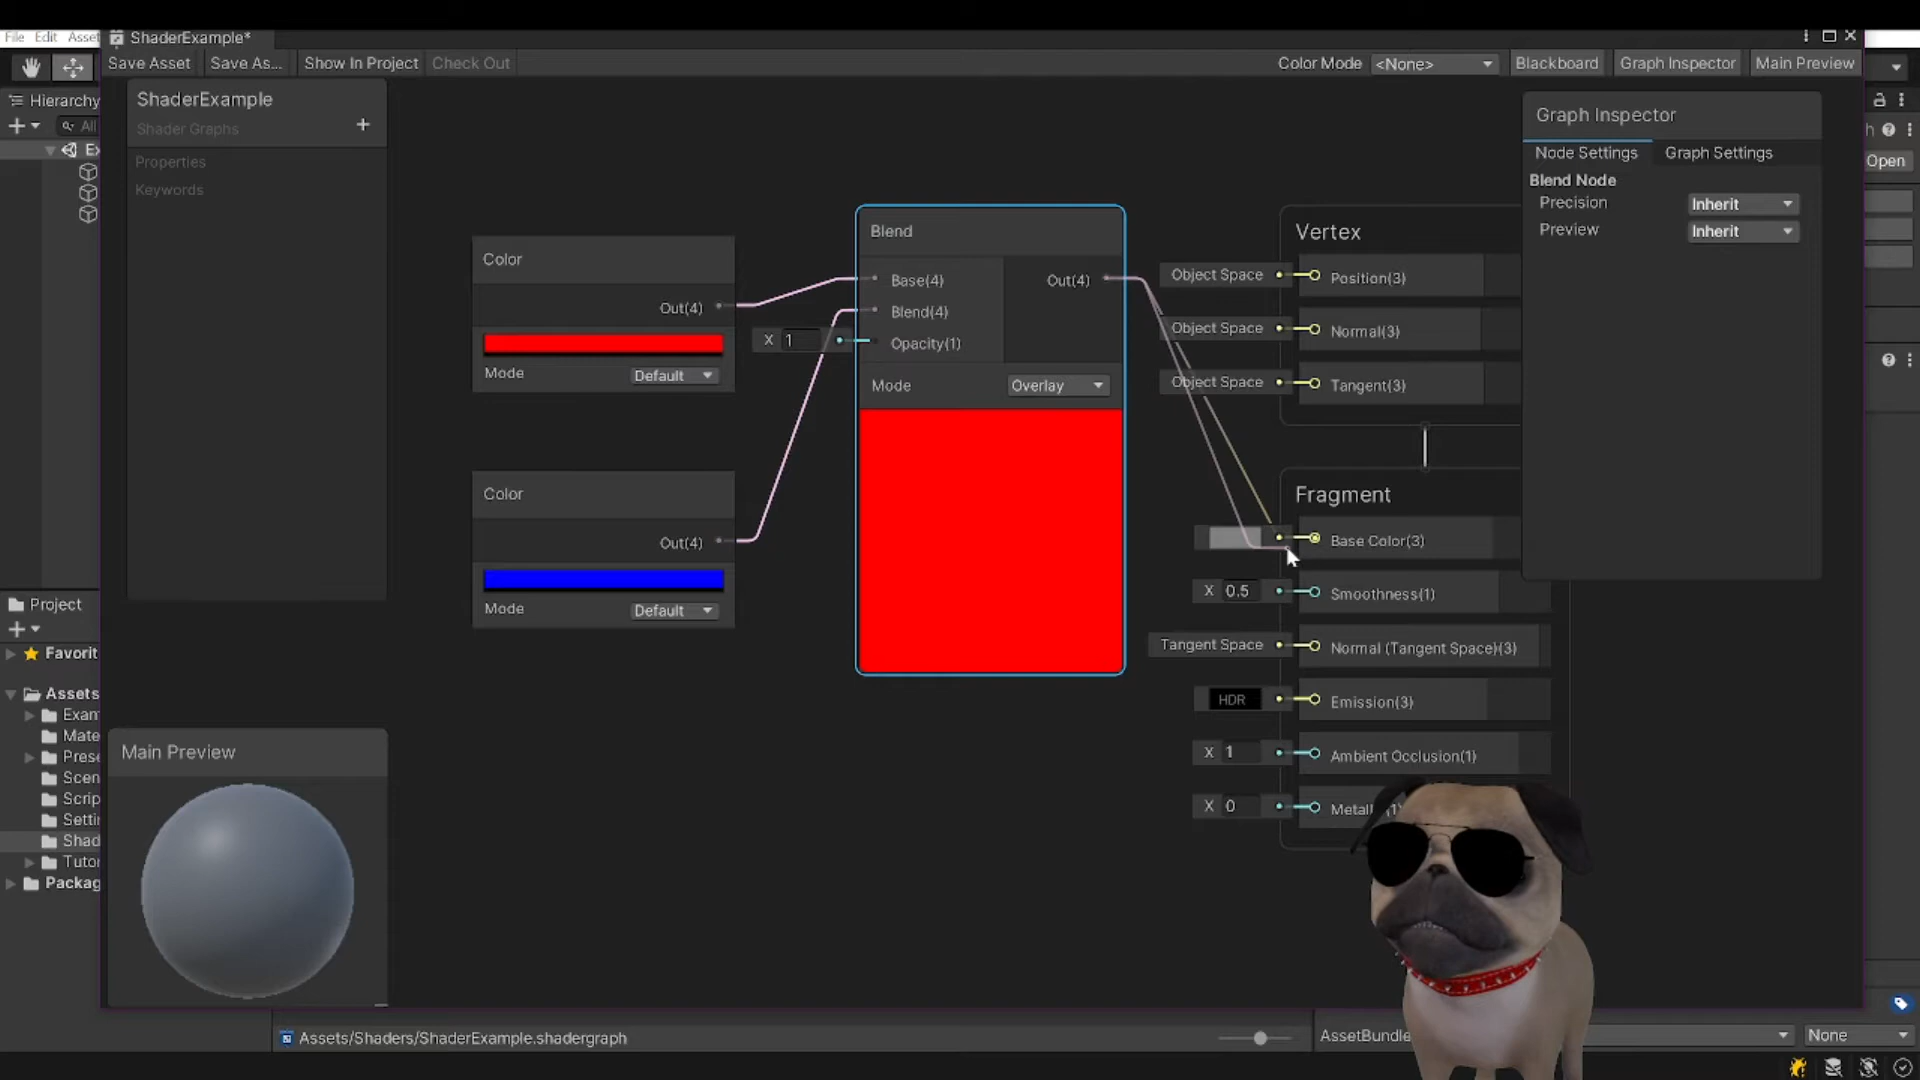 File Edit Asset
ShaderExample*
Save Asset Save As... Show In Project Check Out
Color Mode <None> Blackboard Graph Inspector Main Preview
Hierarchy
All
ShaderExample
Shader Graphs
Properties
Keywords
Color
Out(4)
Mode Default
Color
Out(4)
Mode Default
X 1
Blend
Base(4) Out(4)
Blend(4)
Opacity(1)
Mode Overlay
Vertex
Object Space Position(3)
Object Space Normal(3)
Object Space Tangent(3)
Fragment
Base Color(3)
X 0.5 Smoothness(1)
Tangent Space Normal (Tangent Space)(3)
HDR Emission(3)
X 1 Ambient Occlusion(1)
X 0 Metall
Graph Inspector
Node Settings Graph Settings
Blend Node
Precision Inherit
Preview Inherit
Open
Project
Favorit
Assets
Exam
Mate
Prese
Scen
Scrip
Settin
Shad
Tutor
Packag
Main Preview
Assets/Shaders/ShaderExample.shadergraph
AssetBundle
None